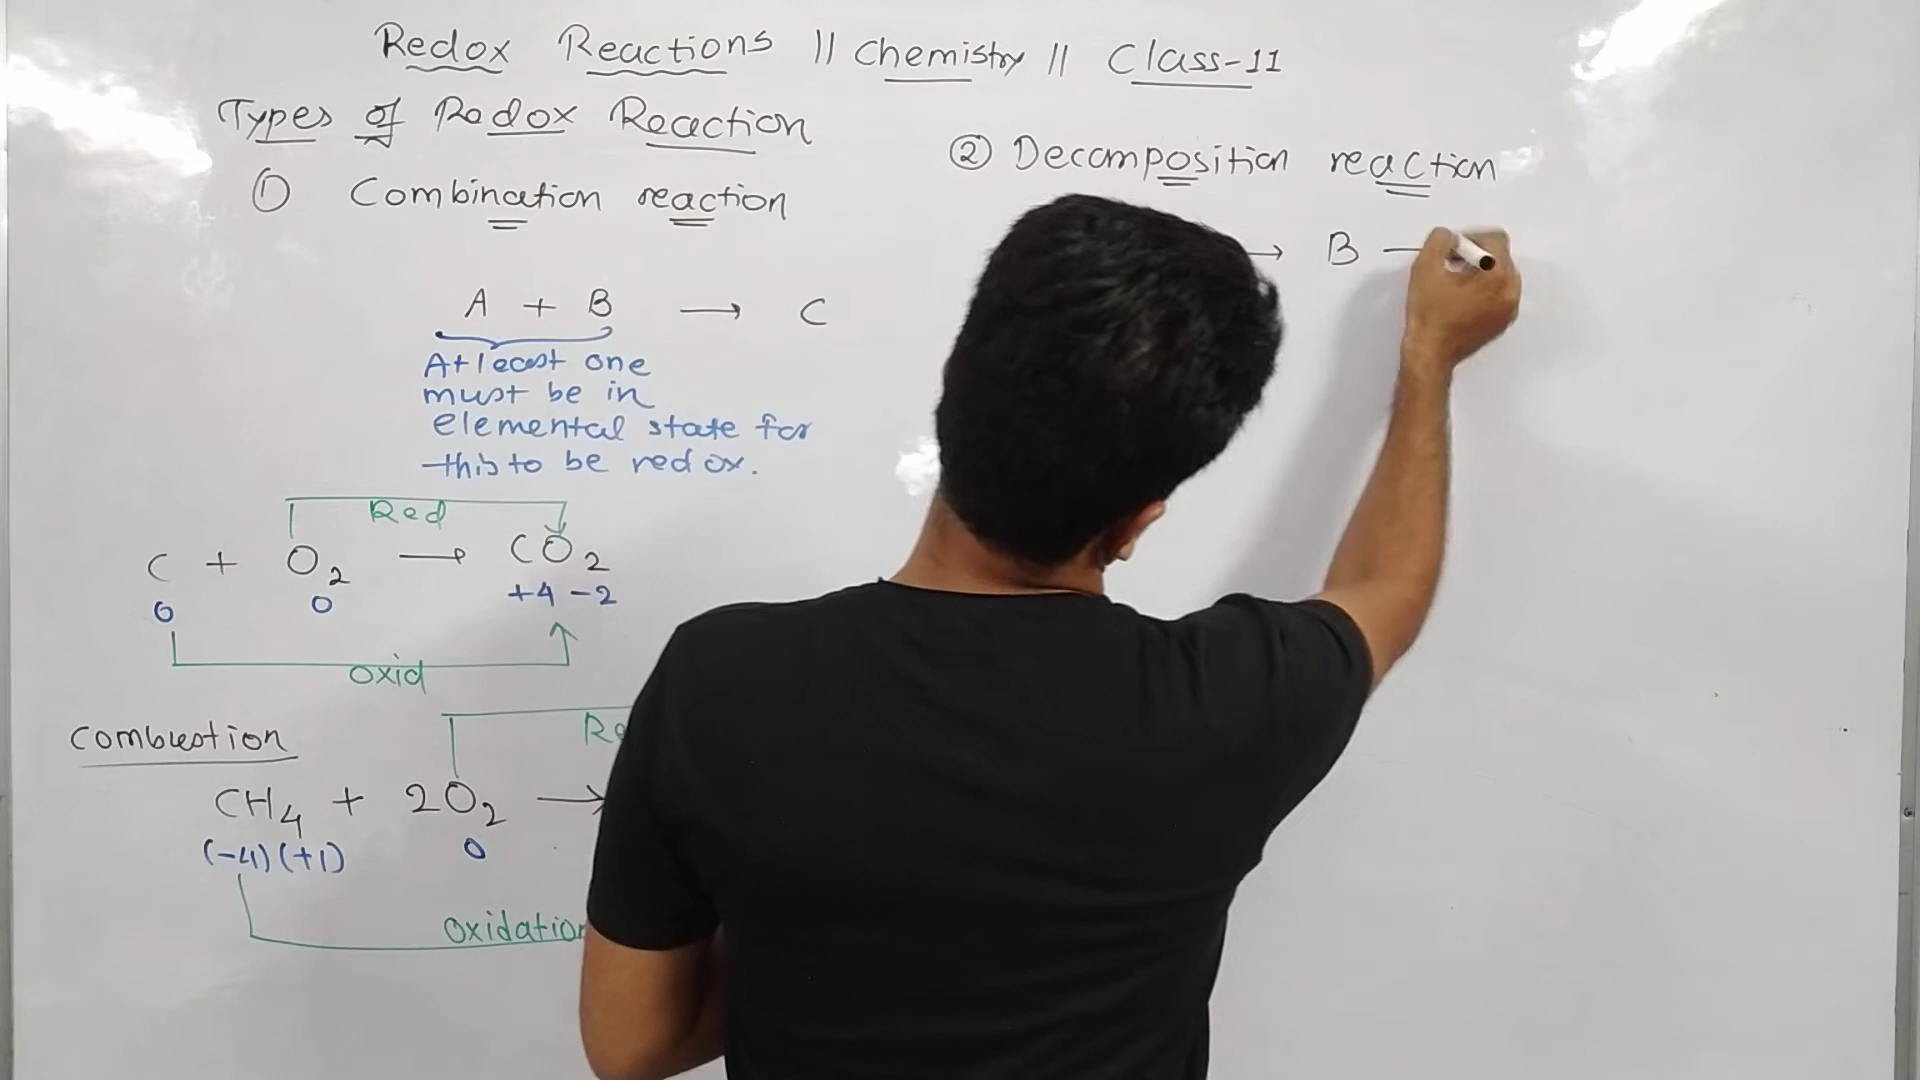 Redox Reactions || Chemistry || Class-11
Types of Redox Reaction
① Combination reaction
A + B → C
Atleast one
must be in
elemental state for
this to be redox.
Red
C + O2 → CO2
0 0 +4 -2
Oxid
Combustion
CH4 + 2O2 →
(-4)(+1) 0
② Decomposition reaction
→ B